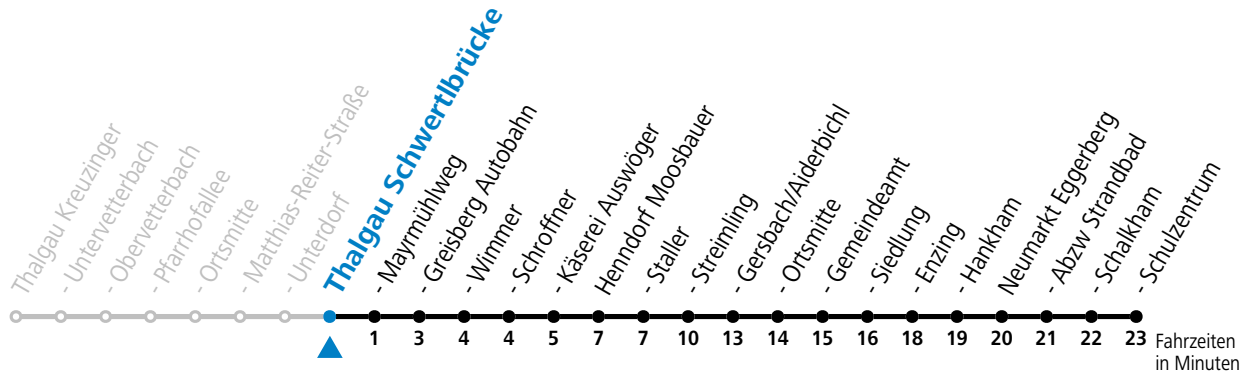 Thalgau Kreuzinger
- Untervetterbach
- Obervetterbach
- Pfarrhofallee
- Ortsmitte
- Matthias-Reiter-Straße
- Unterdorf
Thalgau Schwertlbrücke
- Mayrmühlweg
- Greisberg Autobahn
- Wimmer
- Schroffner
- Käserei Auswöger
Henndorf Moosbauer
- Staller
- Streimling
- Gersbach/Aiderbichl
- Ortsmitte
- Gemeindeamt
- Siedlung
- Enzing
- Hankham
Neumarkt Eggerberg
- Abzw Strandbad
- Schalkham
- Schulzentrum
1 3 4 4 5 7 7 10 13 14 15 16 18 19 20 21 22 23
Fahrzeiten
in Minuten